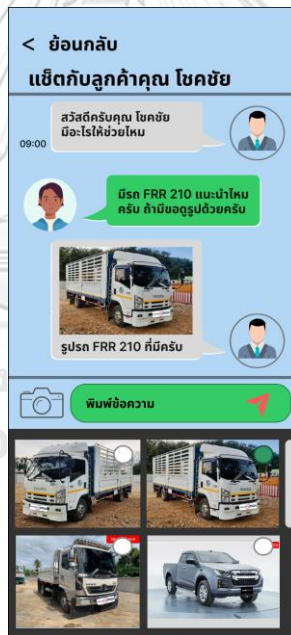 < ย้อนกลับ
แช็ตกับลูกค้าคุณ โชคชัย
สวัสดีครับคุณ โชคชัย
มีอะไรให้ช่วยไหม
09:00
มีรถ FRR 210 แนะนำไหม
ครับ ถ้ามีขอดูรูปด้วยครับ
รูปรถ FRR 210 ที่มีครับ
พิมพ์ข้อความ